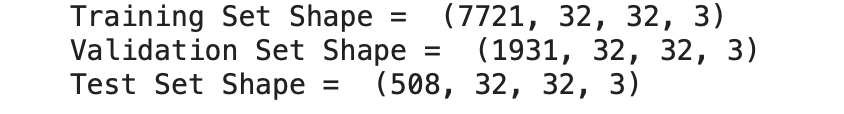 Training Set Shape =  (7721, 32, 32, 3)
Validation Set Shape =  (1931, 32, 32, 3)
Test Set Shape =  (508, 32, 32, 3)